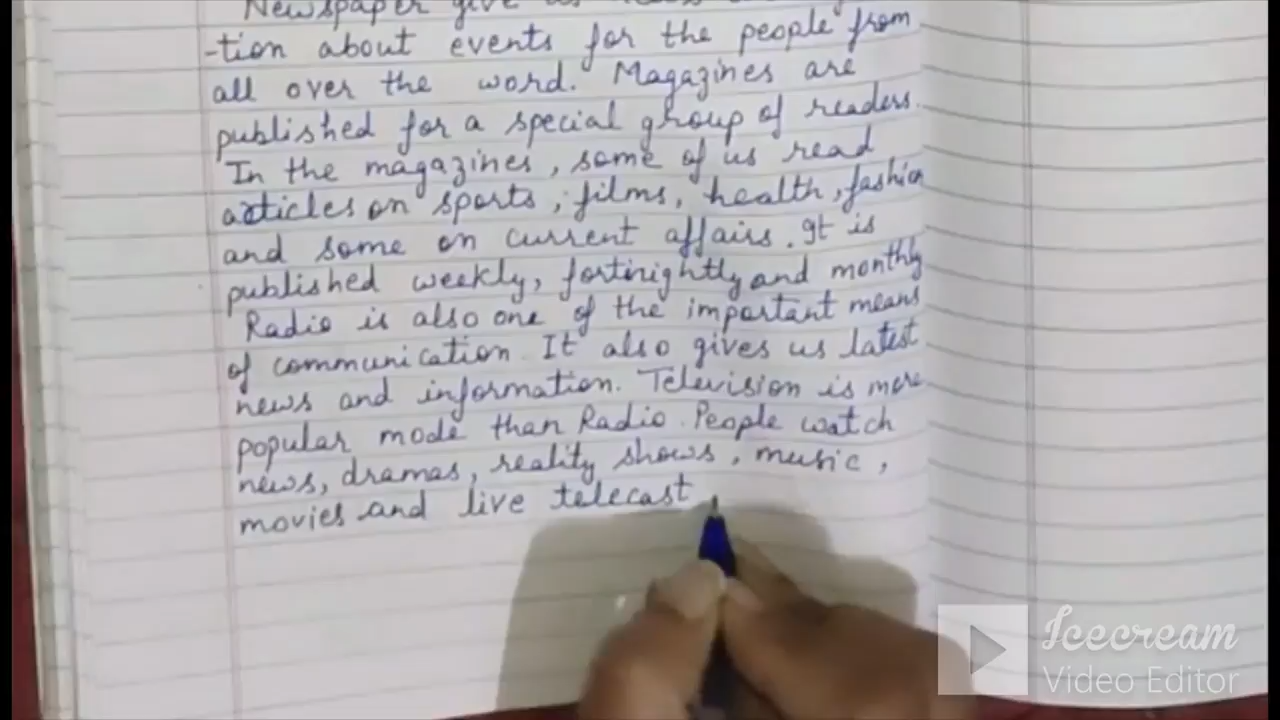 Newspaper give us
-tion about events for the people from
all over the word. Magazines are
published for a special group of readers.
In the magazines, some of us read
articles on sports, films, health, fashion
and some on current affairs. It is
published weekly, fortinightly and monthly
Radio is also one of the important means
of communication. It also gives us latest
news and information. Television is more
popular mode than Radio. People watch
news, dramas, reality shows, music,
movies and live telecast
Icecream
Video Editor